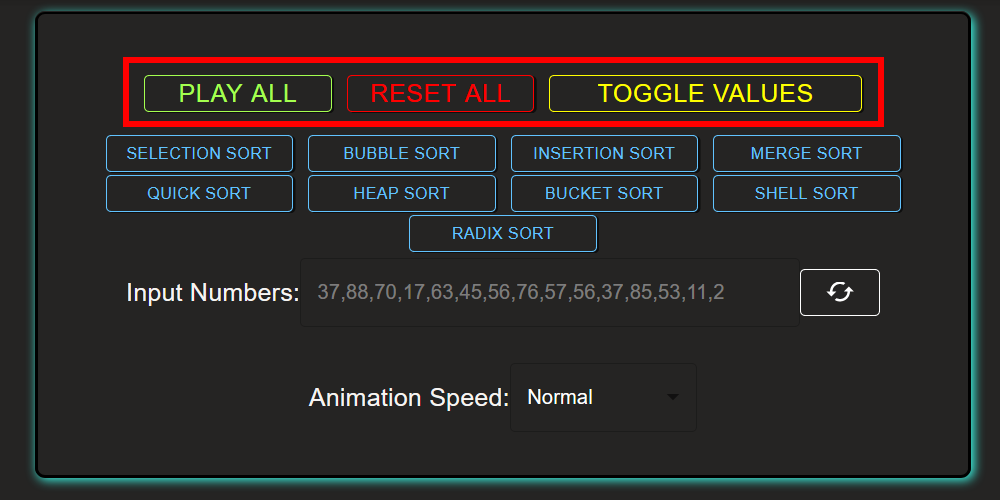 PLAY ALL RESET ALL TOGGLE VALUES
SELECTION SORT BUBBLE SORT INSERTION SORT MERGE SORT
QUICK SORT HEAP SORT BUCKET SORT SHELL SORT
RADIX SORT
Input Numbers: 37,88,70,17,63,45,56,76,57,56,37,85,53,11,2
Animation Speed: Normal